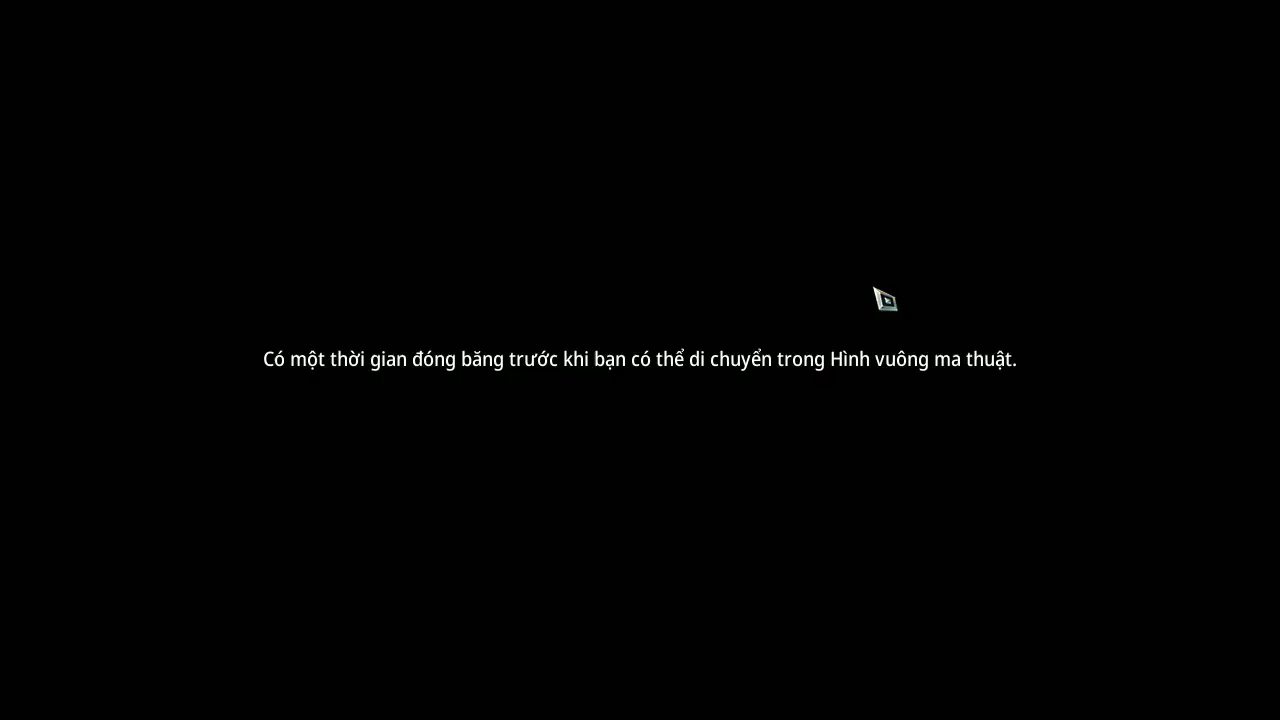 Có một thời gian đóng băng trước khi bạn có thể di chuyển trong Hình vuông ma thuật.